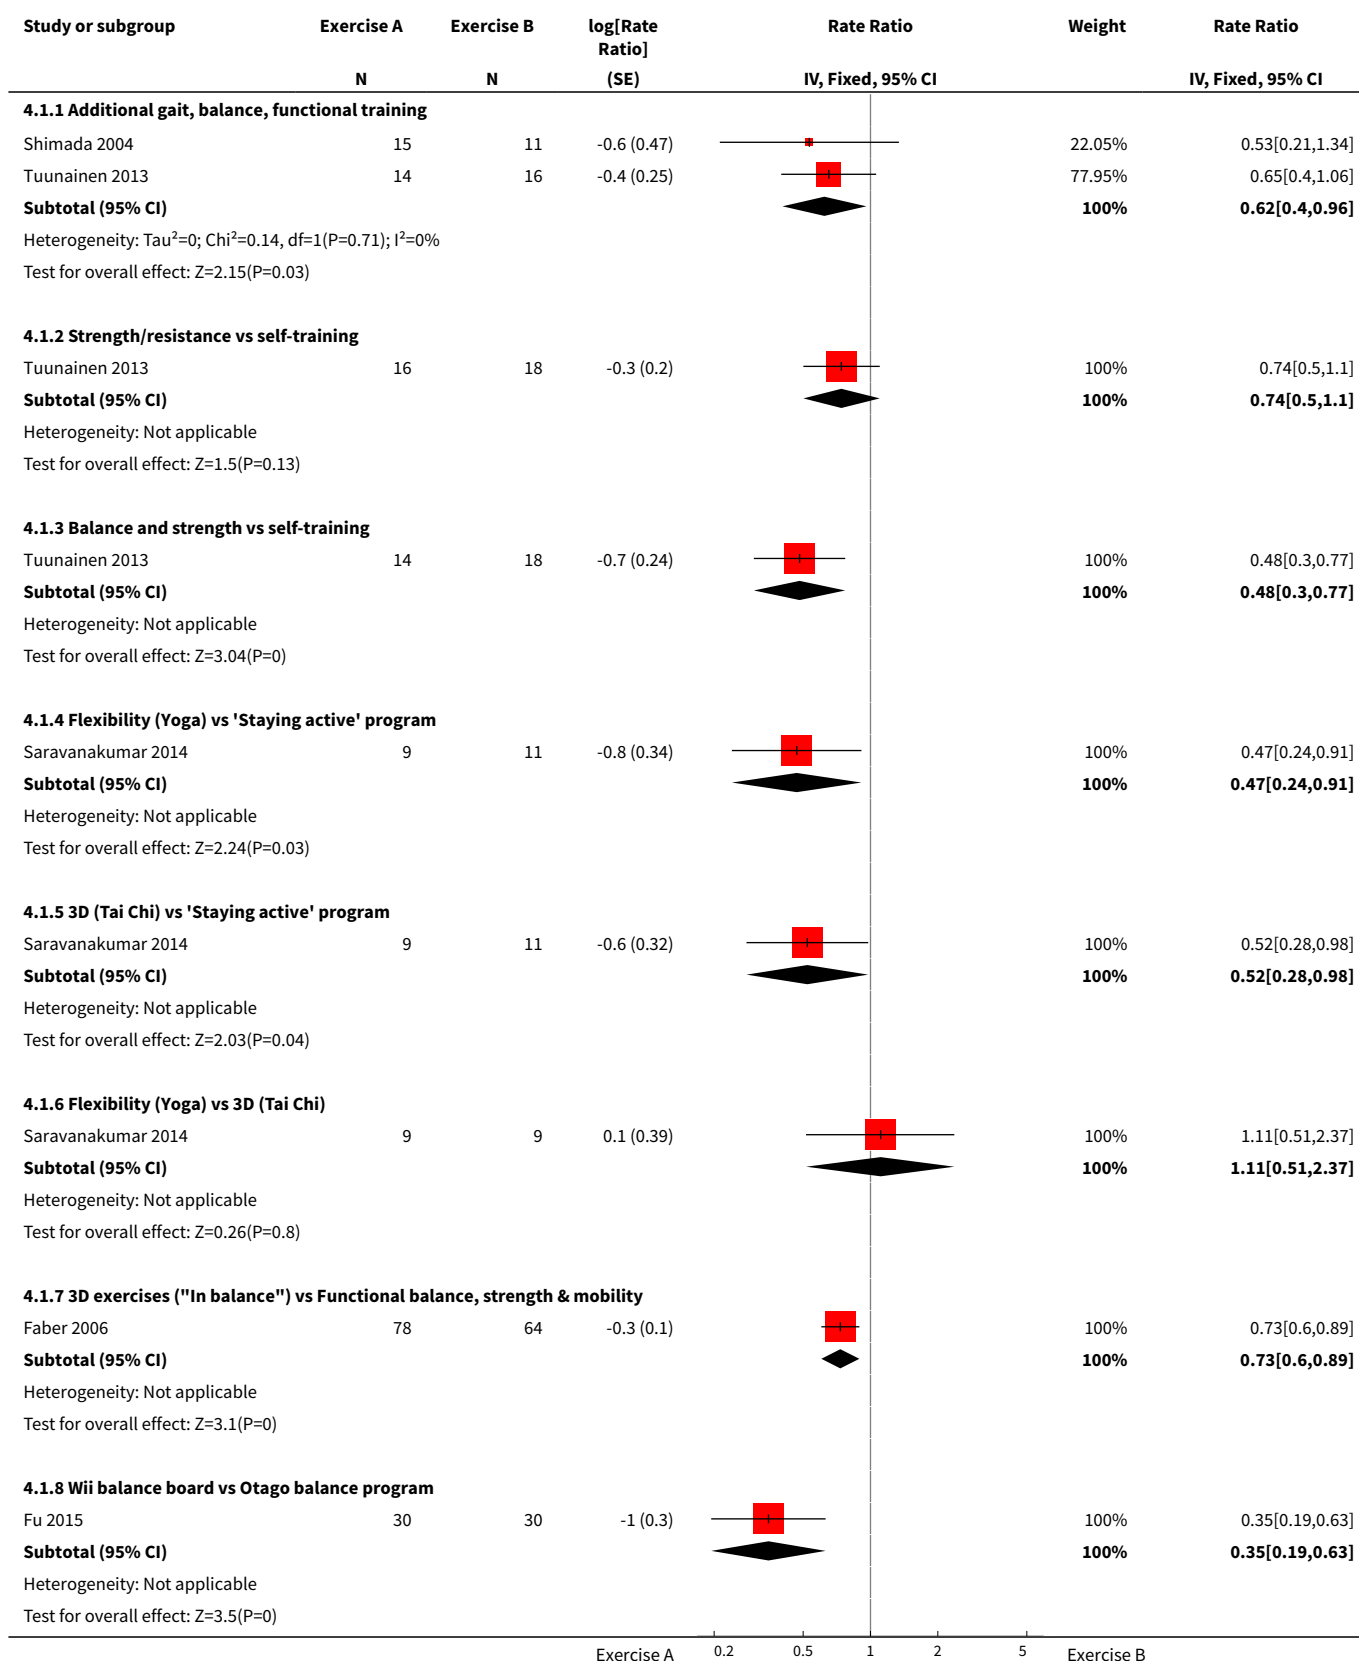 Study or subgroup Exercise A Exercise B log[Rate Ratio] Rate Ratio Weight Rate Ratio
N N (SE) IV, Fixed, 95% CI IV, Fixed, 95% CI
4.1.1 Additional gait, balance, functional training
Shimada 2004 15 11 -0.6 (0.47) 22.05% 0.53[0.21,1.34]
Tuunainen 2013 14 16 -0.4 (0.25) 77.95% 0.65[0.4,1.06]
Subtotal (95% CI) 100% 0.62[0.4,0.96]
Heterogeneity: Tau²=0; Chi²=0.14, df=1(P=0.71); I²=0%
Test for overall effect: Z=2.15(P=0.03)
4.1.2 Strength/resistance vs self-training
Tuunainen 2013 16 18 -0.3 (0.2) 100% 0.74[0.5,1.1]
Subtotal (95% CI) 100% 0.74[0.5,1.1]
Heterogeneity: Not applicable
Test for overall effect: Z=1.5(P=0.13)
4.1.3 Balance and strength vs self-training
Tuunainen 2013 14 18 -0.7 (0.24) 100% 0.48[0.3,0.77]
Subtotal (95% CI) 100% 0.48[0.3,0.77]
Heterogeneity: Not applicable
Test for overall effect: Z=3.04(P=0)
4.1.4 Flexibility (Yoga) vs 'Staying active' program
Saravanakumar 2014 9 11 -0.8 (0.34) 100% 0.47[0.24,0.91]
Subtotal (95% CI) 100% 0.47[0.24,0.91]
Heterogeneity: Not applicable
Test for overall effect: Z=2.24(P=0.03)
4.1.5 3D (Tai Chi) vs 'Staying active' program
Saravanakumar 2014 9 11 -0.6 (0.32) 100% 0.52[0.28,0.98]
Subtotal (95% CI) 100% 0.52[0.28,0.98]
Heterogeneity: Not applicable
Test for overall effect: Z=2.03(P=0.04)
4.1.6 Flexibility (Yoga) vs 3D (Tai Chi)
Saravanakumar 2014 9 9 0.1 (0.39) 100% 1.11[0.51,2.37]
Subtotal (95% CI) 100% 1.11[0.51,2.37]
Heterogeneity: Not applicable
Test for overall effect: Z=0.26(P=0.8)
4.1.7 3D exercises ("In balance") vs Functional balance, strength & mobility
Faber 2006 78 64 -0.3 (0.1) 100% 0.73[0.6,0.89]
Subtotal (95% CI) 100% 0.73[0.6,0.89]
Heterogeneity: Not applicable
Test for overall effect: Z=3.1(P=0)
4.1.8 Wii balance board vs Otago balance program
Fu 2015 30 30 -1 (0.3) 100% 0.35[0.19,0.63]
Subtotal (95% CI) 100% 0.35[0.19,0.63]
Heterogeneity: Not applicable
Test for overall effect: Z=3.5(P=0)
Exercise A 0.2 0.5 1 2 5 Exercise B